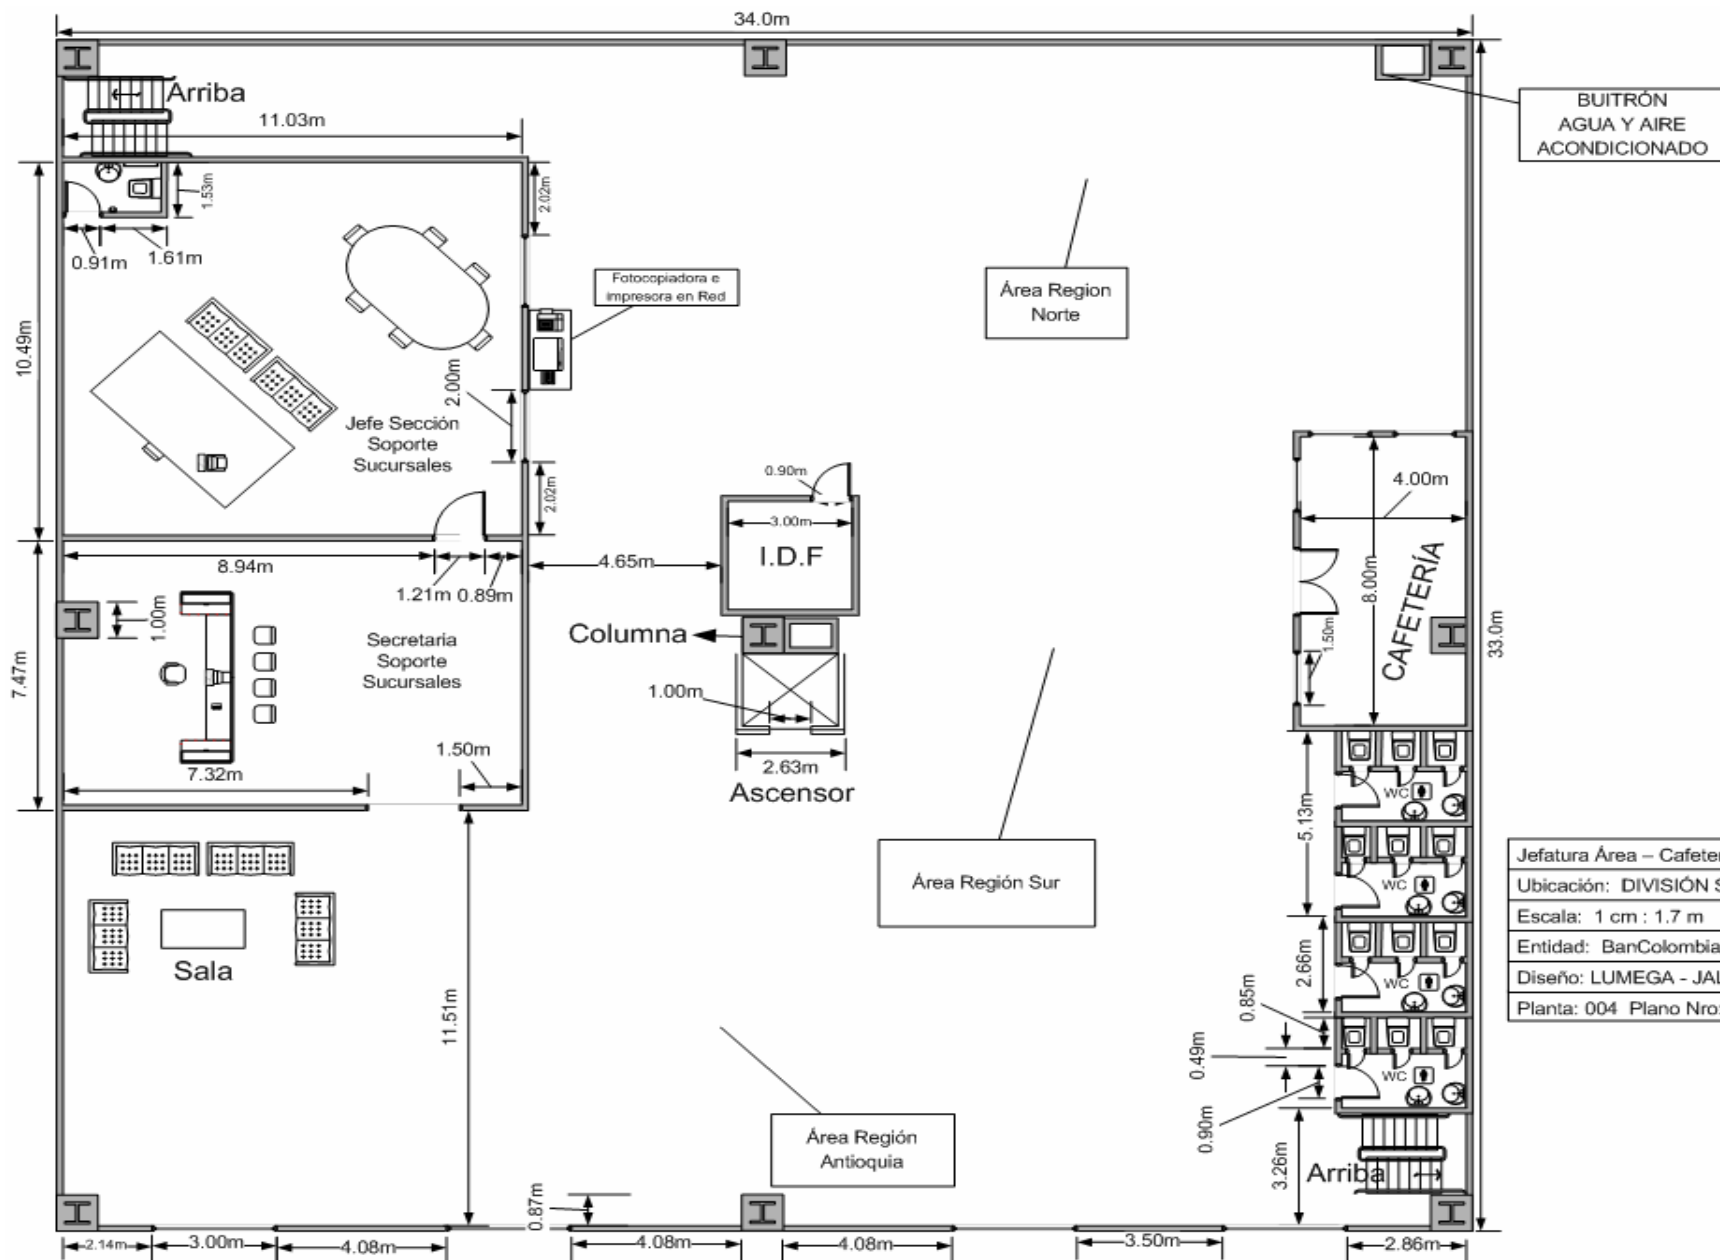 34.0m
Arriba
11.03m
BUITRÓN
AGUA Y AIRE
ACONDICIONADO
1.53m
2.02m
0.91m
1.61m
Fotocopiadora e
impresora en Red
Área Region
Norte
10.49m
2.00m
Jefe Sección
Soporte
Sucursales
2.02m
0.90m
3.00m
I.D.F
4.00m
8.00m
CAFETERÍA
1.50m
33.0m
8.94m
1.21m
0.89m
4.65m
1.00m
7.47m
Secretaria
Soporte
Sucursales
Columna
1.00m
2.63m
Ascensor
7.32m
1.50m
WC
5.13m
WC
Área Región Sur
Jefatura Área – Cafeter
Ubicación: DIVISIÓN S
Escala: 1 cm : 1.7 m
Entidad: BanColombia
Diseño: LUMEGA - JAL
Planta: 004 Plano Nro:
Sala
11.51m
2.66m
WC
0.85m
0.49m
WC
0.90m
Área Región
Antioquia
3.26m
Arriba
0.87m
2.14m
3.00m
4.08m
4.08m
4.08m
3.50m
2.86m